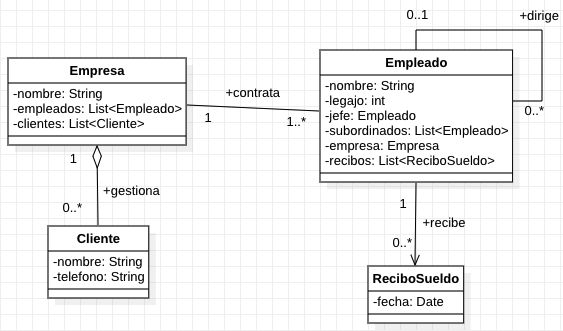 0..1
+dirige
Empresa
-nombre: String
-empleados: List<Empleado>
-clientes: List<Cliente>
+contrata
1
1..*
Empleado
-nombre: String
-legajo: int
-jefe: Empleado
-subordinados: List<Empleado>
-empresa: Empresa
-recibos: List<ReciboSueldo>
0..*
1
+gestiona
0..*
1
+recibe
0..*
Cliente
-nombre: String
-telefono: String
ReciboSueldo
-fecha: Date